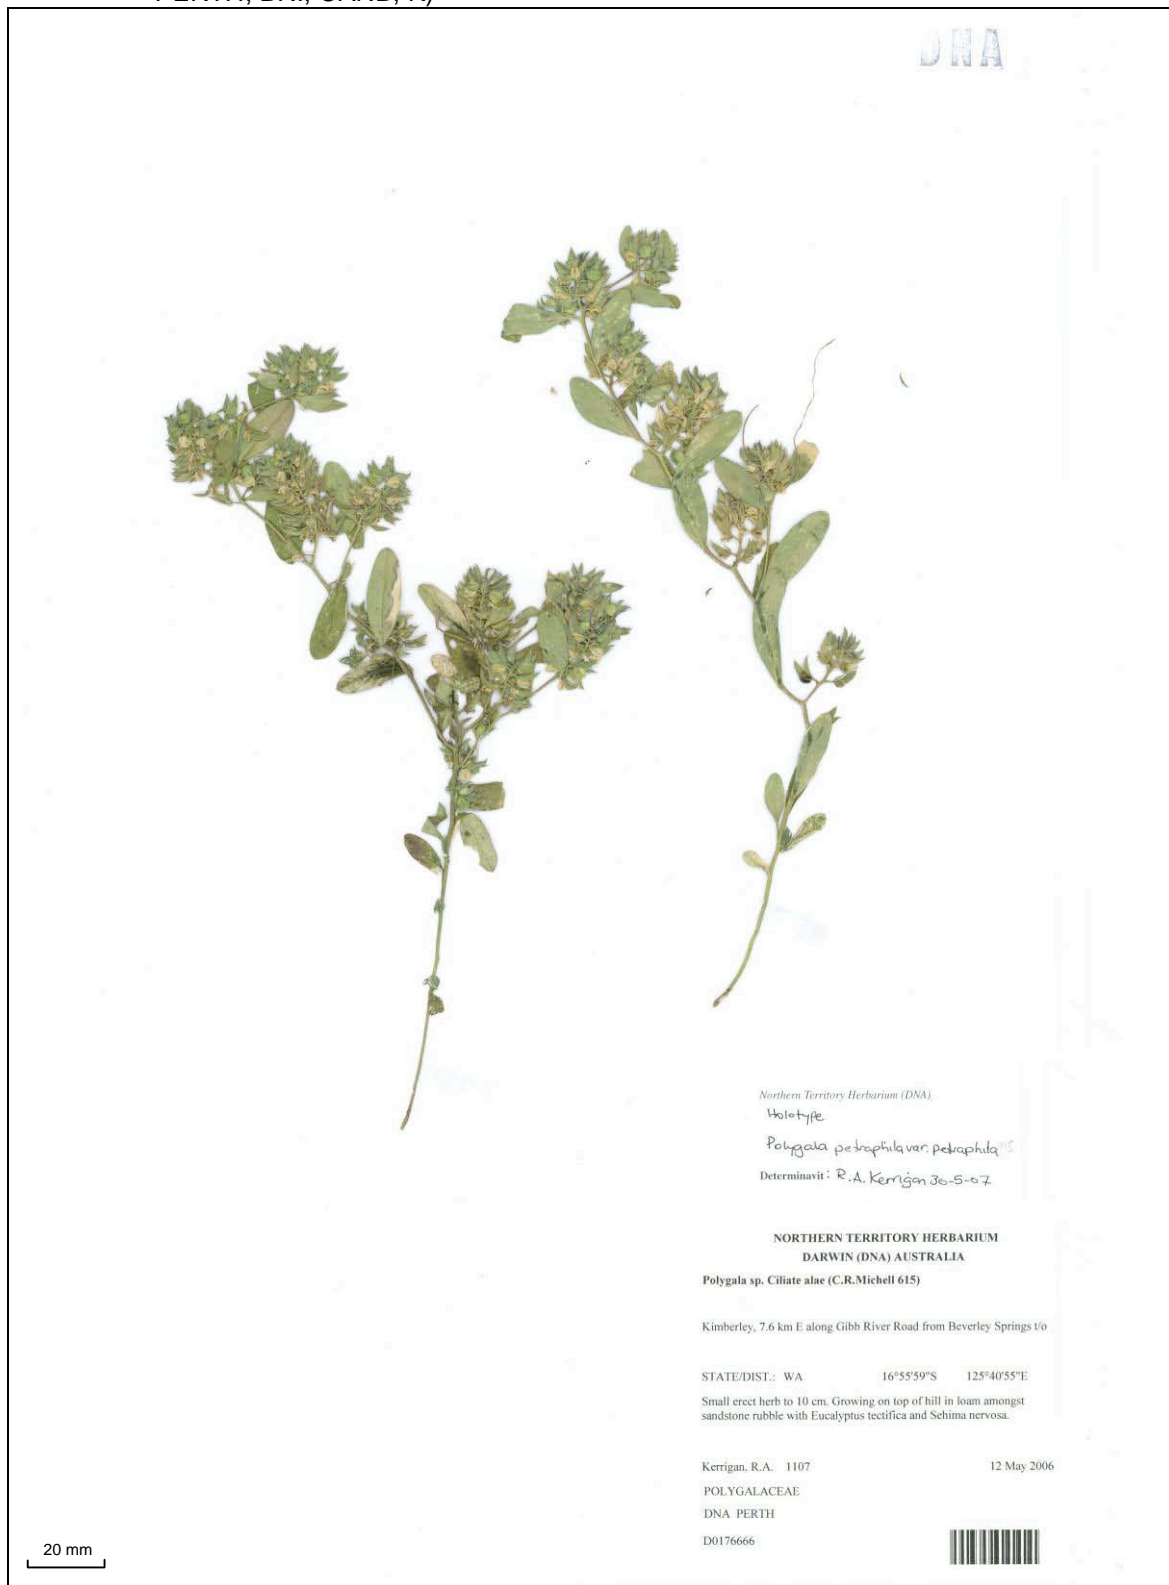 PERTH, BRI, CANB, K)
DNA
Northern Territory Herbarium (DNA)
Holotype
Polygala petraphila var. petraphila ms
Determinavit: R.A. Kerrigan 30-5-07
NORTHERN TERRITORY HERBARIUM
DARWIN (DNA) AUSTRALIA
Polygala sp. Ciliate alae (C.R.Michell 615)
Kimberley, 7.6 km E along Gibb River Road from Beverley Springs t/o
STATE/DIST.: WA 16°55'59"S 125°40'55"E
Small erect herb to 10 cm. Growing on top of hill in loam amongst
sandstone rubble with Eucalyptus tectifica and Sehima nervosa.
Kerrigan, R.A. 1107 12 May 2006
POLYGALACEAE
DNA PERTH
D0176666
20 mm